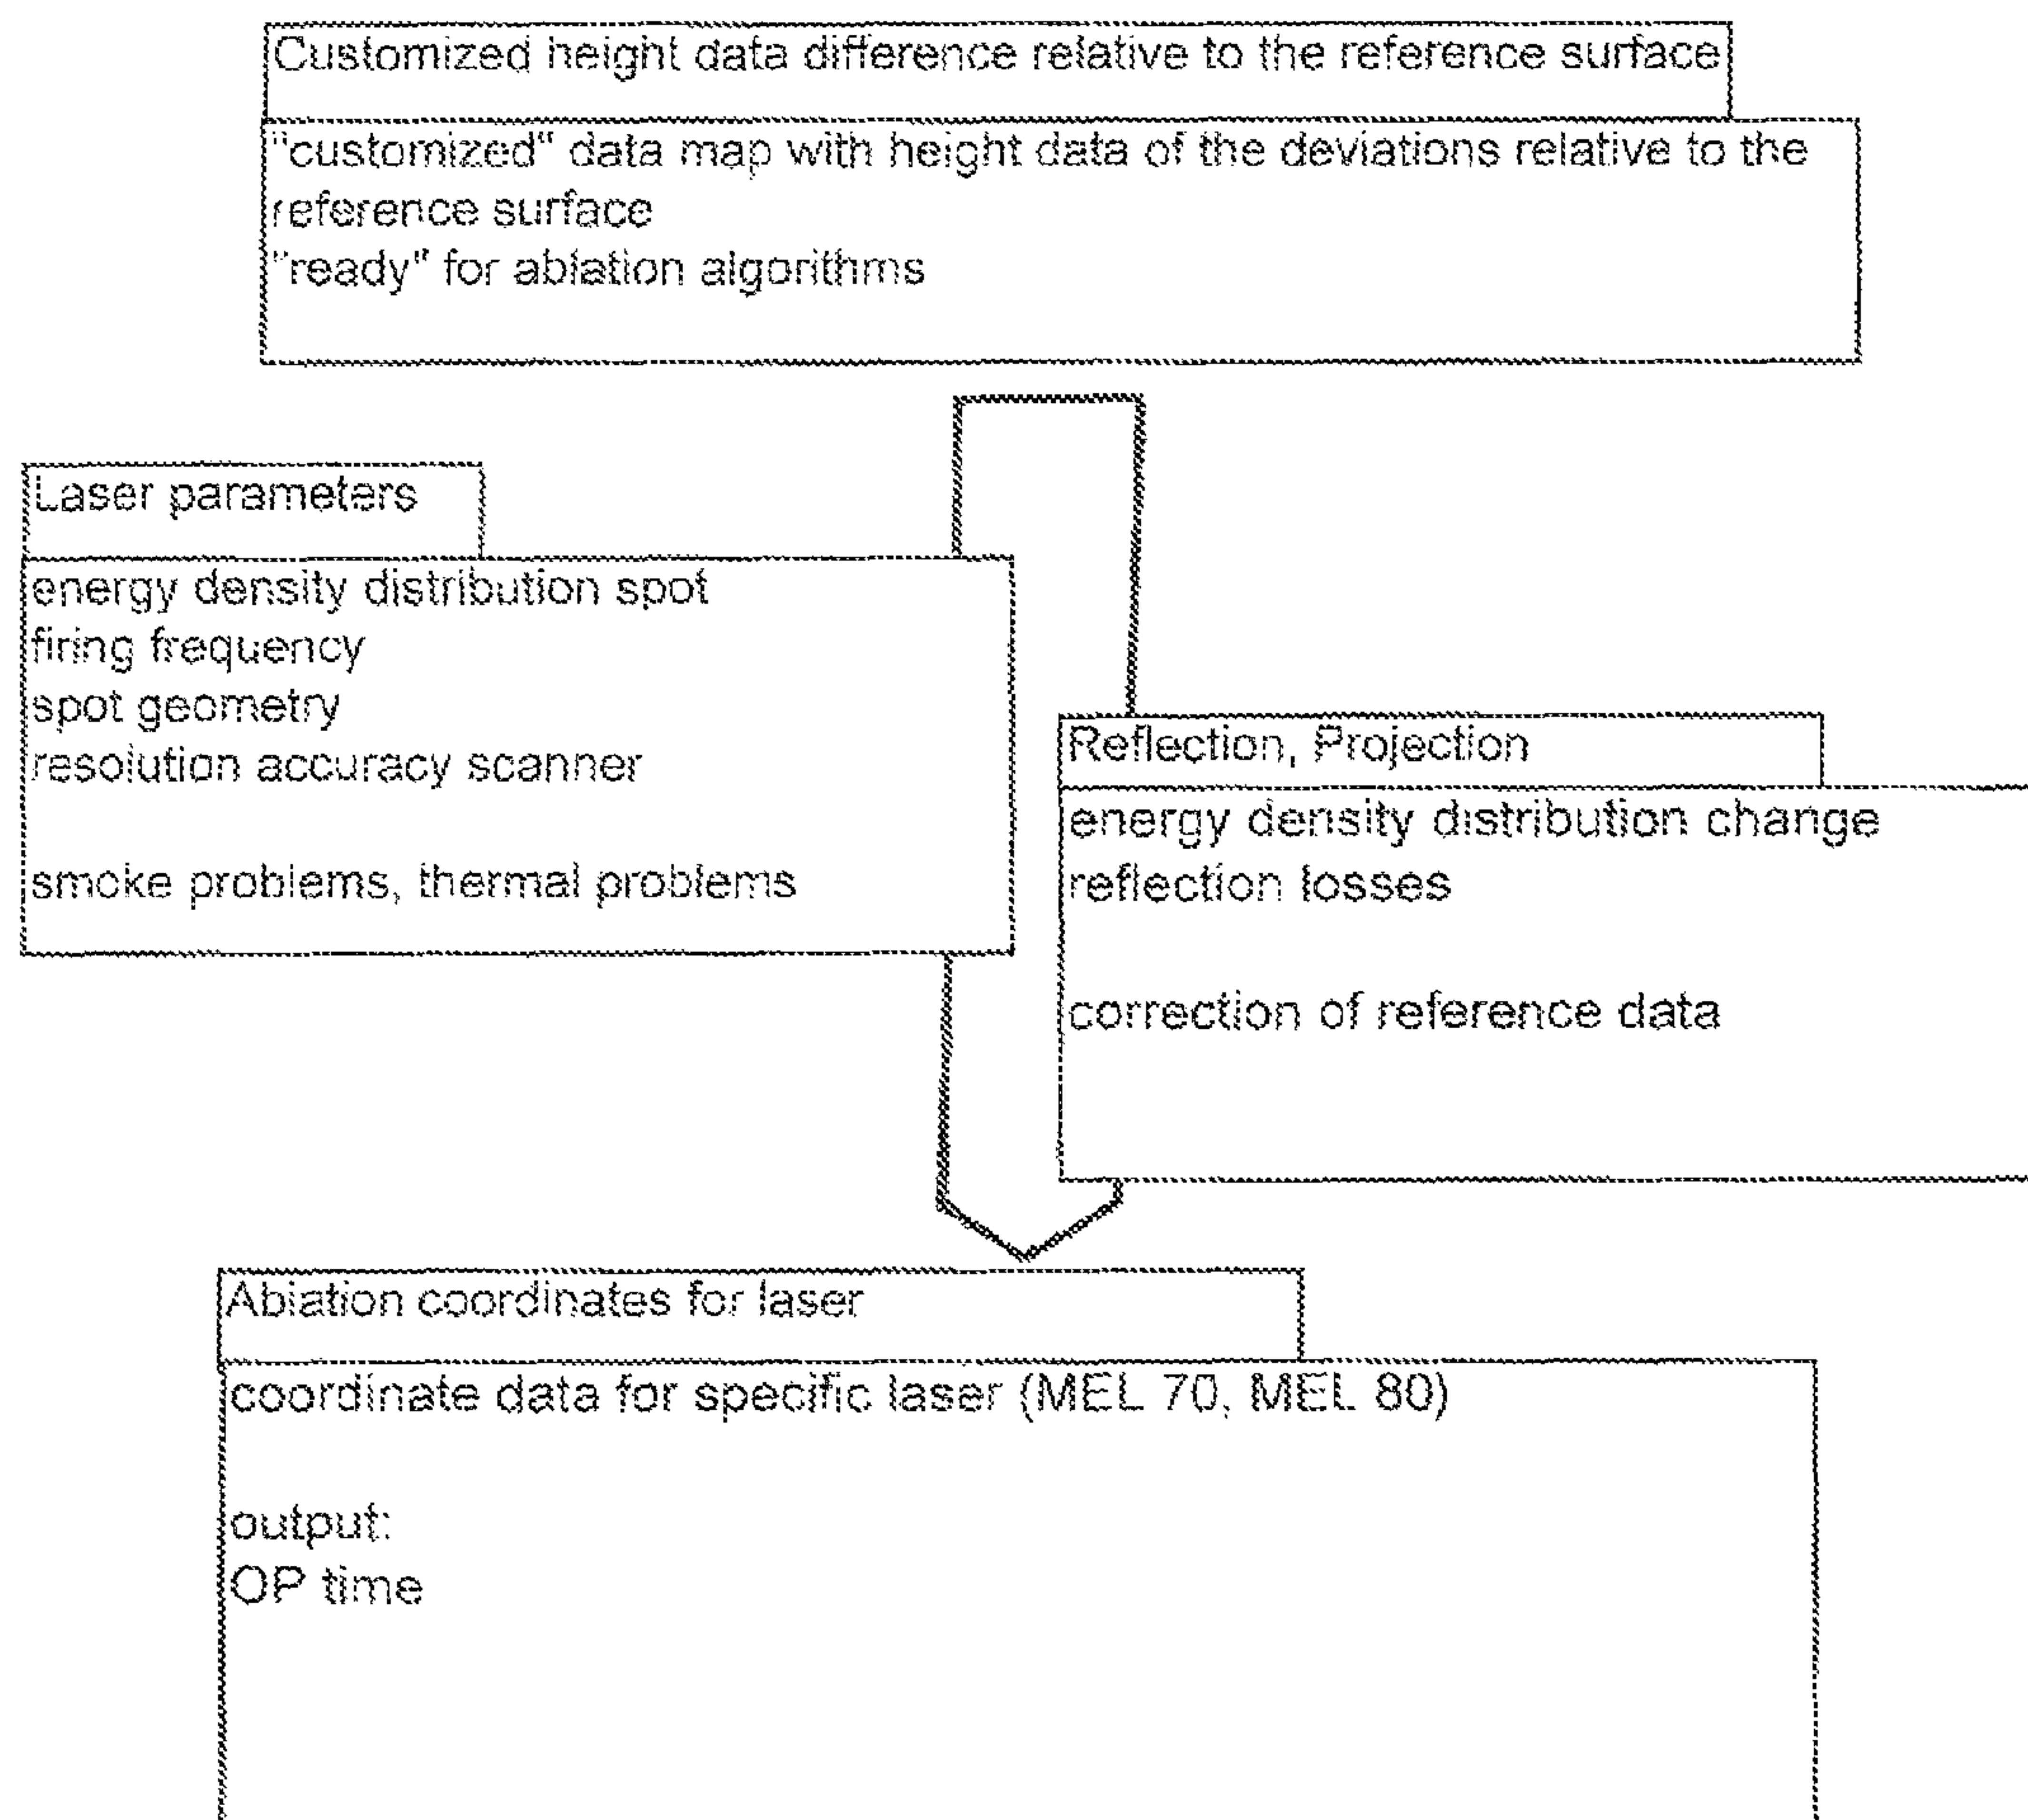 Customized height data difference relative to the reference surface
"customized" data map with height data of the deviations relative to the
reference surface
"ready" for ablation algorithms
Laser parameters
energy density distribution spot
firing frequency
spot geometry
resolution accuracy scanner
smoke problems, thermal problems
Reflection, Projection
energy density distribution change
reflection losses
correction of reference data
Ablation coordinates for laser
coordinate data for specific laser (MEL 70, MEL 80)
output:
OP time